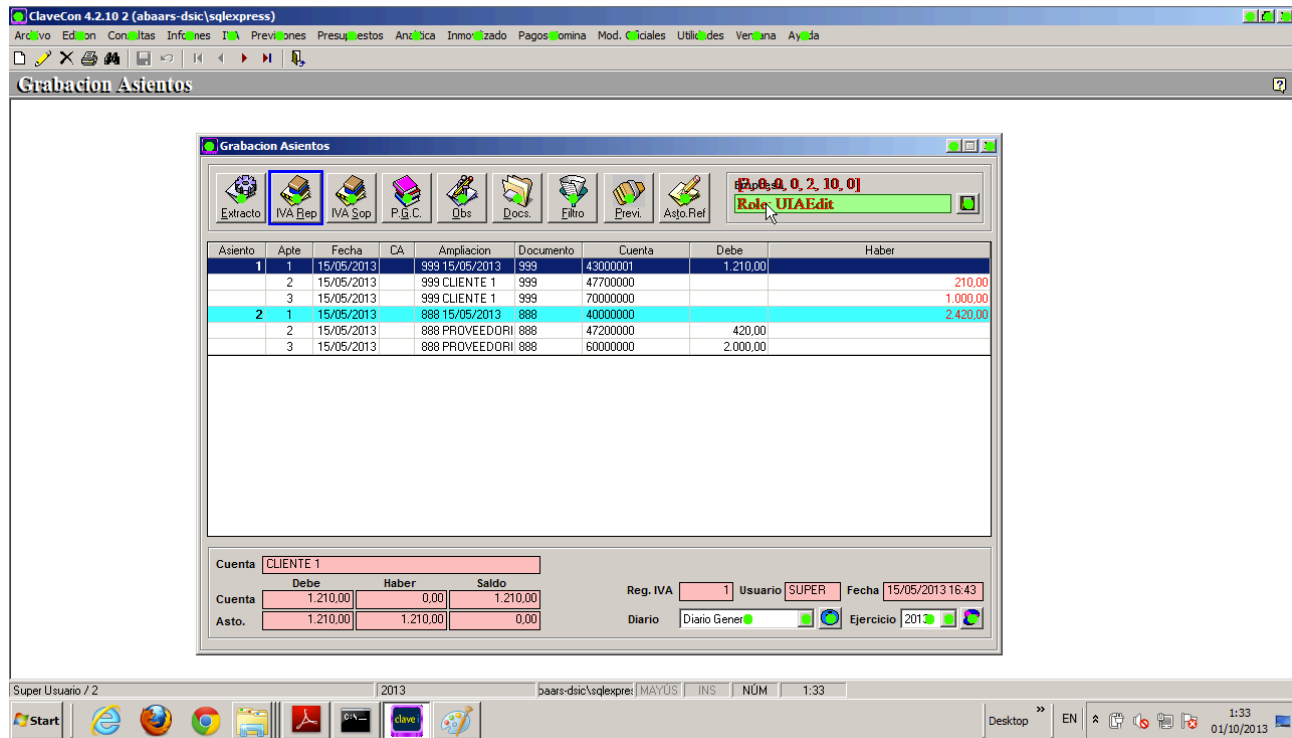 ClaveCon 4.2.10 2 (abaars-dsic\sqlexpress)
Grabacion Asientos
Grabacion Asientos
Extracto IVA Rep IVA Sop P.G.C. Obs Docs. Filtro Previ. Asto.Ref
Role: UIAEdit
Asiento Apte Fecha CA Ampliacion Documento Cuenta Debe Haber
1 1 15/05/2013 999 15/05/2013 999 43000001 1.210,00
2 15/05/2013 999 CLIENTE 1 999 47700000 210,00
3 15/05/2013 999 CLIENTE 1 999 70000000 1.000,00
2 1 15/05/2013 888 15/05/2013 888 40000000 2.420,00
2 15/05/2013 888 PROVEEDORI 888 47200000 420,00
3 15/05/2013 888 PROVEEDORI 888 60000000 2.000,00
Cuenta CLIENTE 1
Debe Haber Saldo
Cuenta 1.210,00 0,00 1.210,00
Reg. IVA 1 Usuario SUPER Fecha 15/05/2013 16:43
Asto. 1.210,00 1.210,00 0,00
Diario Diario Gener Ejercicio 2013
Super Usuario / 2 2013 baars-dsic\sqlexpre: MAYÚS INS NÚM 1:33
Start clave i Desktop » EN 1:33
01/10/2013